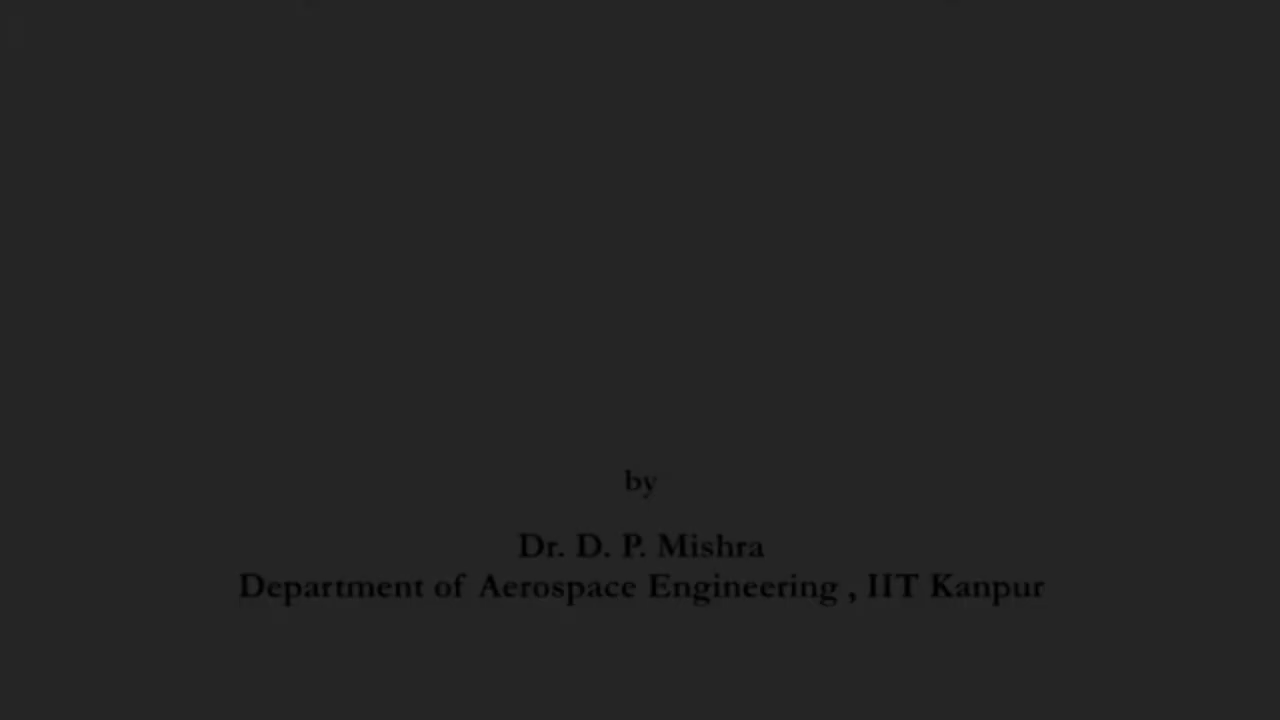 by
Dr. D. P. Mishra
Department of Aerospace Engineering , IIT Kanpur